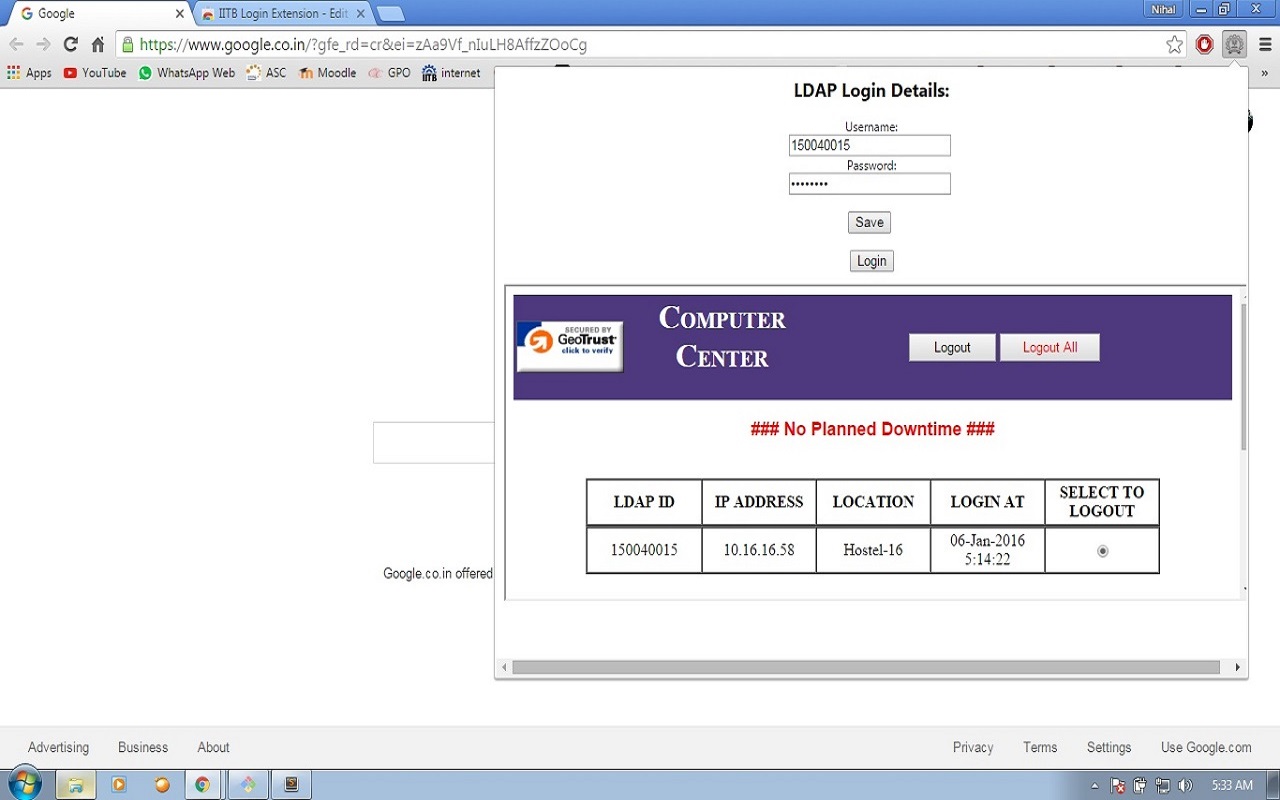 Google
IITB Login Extension - Edit
Nihal
https://www.google.co.in/?gfe_rd=cr&ei=zAa9Vf_nIuLH8AffzZOoCg
Apps YouTube WhatsApp Web ASC Moodle GPO internet »
LDAP Login Details:
Username:
150040015
Password:
••••••••
Save
Login
SECURED BY
GeoTrust
click to verify
COMPUTER
CENTER
Logout Logout All
### No Planned Downtime ###
LDAP ID IP ADDRESS LOCATION LOGIN AT SELECT TO LOGOUT
150040015 10.16.16.58 Hostel-16 06-Jan-2016 5:14:22
Google.co.in offered
Advertising Business About Privacy Terms Settings Use Google.com
5:33 AM